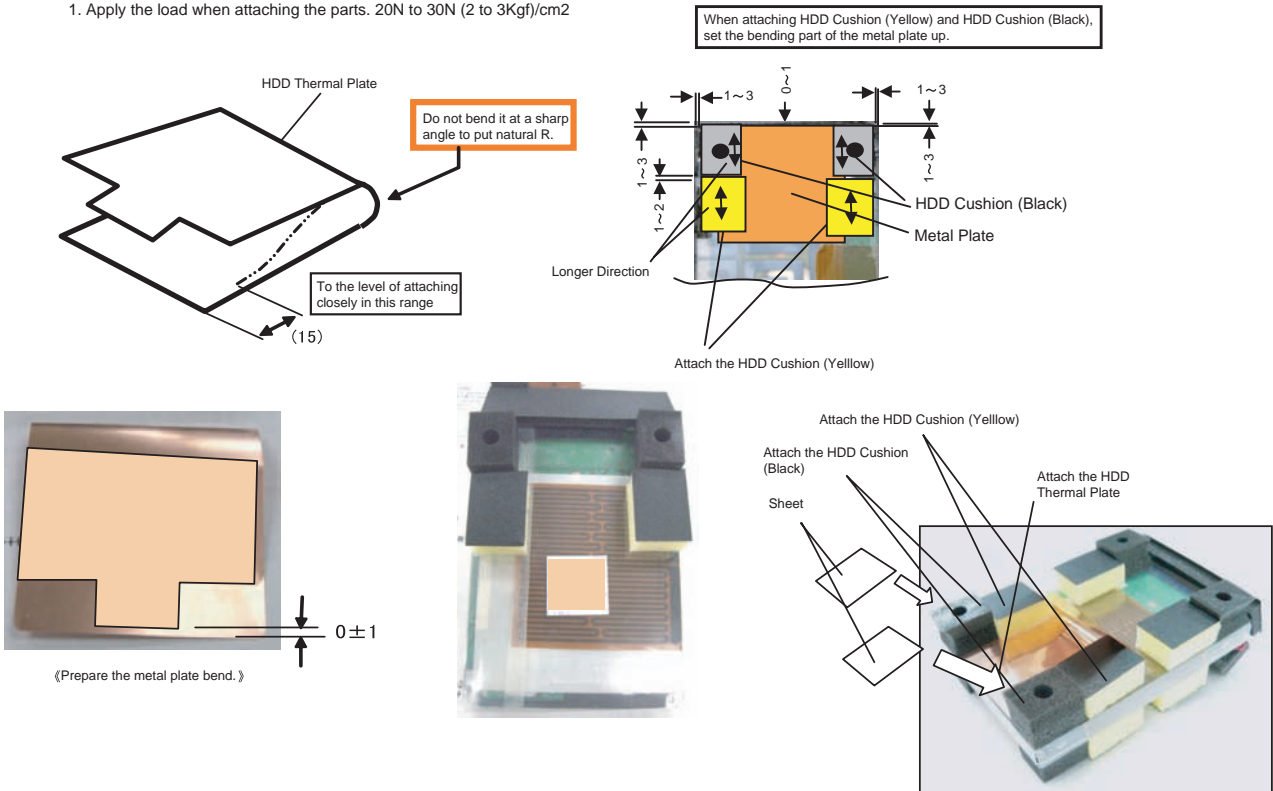 1. Apply the load when attaching the parts. 20N to 30N (2 to 3Kgf)/cm2
When attaching HDD Cushion (Yellow) and HDD Cushion (Black),
set the bending part of the metal plate up.
HDD Thermal Plate
Do not bend it at a sharp
angle to put natural R.
To the level of attaching
closely in this range
(15)
1～3
0～1
1～3
1～3
1～2
1～3
HDD Cushion (Black)
Metal Plate
Longer Direction
Attach the HDD Cushion (Yelllow)
0±1
《Prepare the metal plate bend.》
Attach the HDD Cushion (Yelllow)
Attach the HDD Cushion
(Black)
Attach the HDD
Thermal Plate
Sheet